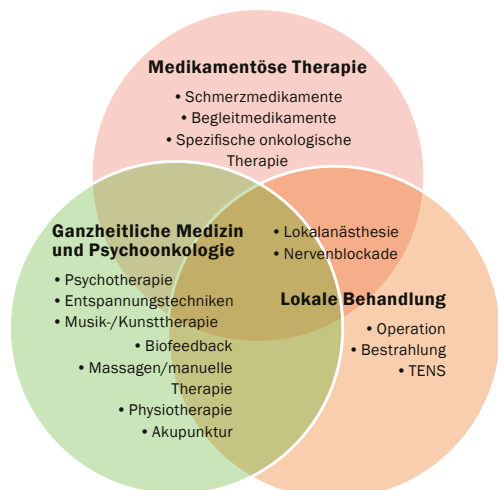 Medikamentöse Therapie
• Schmerzmedikamente
• Begleitmedikamente
• Spezifische onkologische
Therapie
Ganzheitliche Medizin
und Psychoonkologie
• Psychotherapie
• Entspannungstechniken
• Musik-/Kunsttherapie
• Biofeedback
• Massagen/manuelle
Therapie
• Physiotherapie
• Akupunktur
• Lokalanästhesie
• Nervenblockade
Lokale Behandlung
• Operation
• Bestrahlung
• TENS